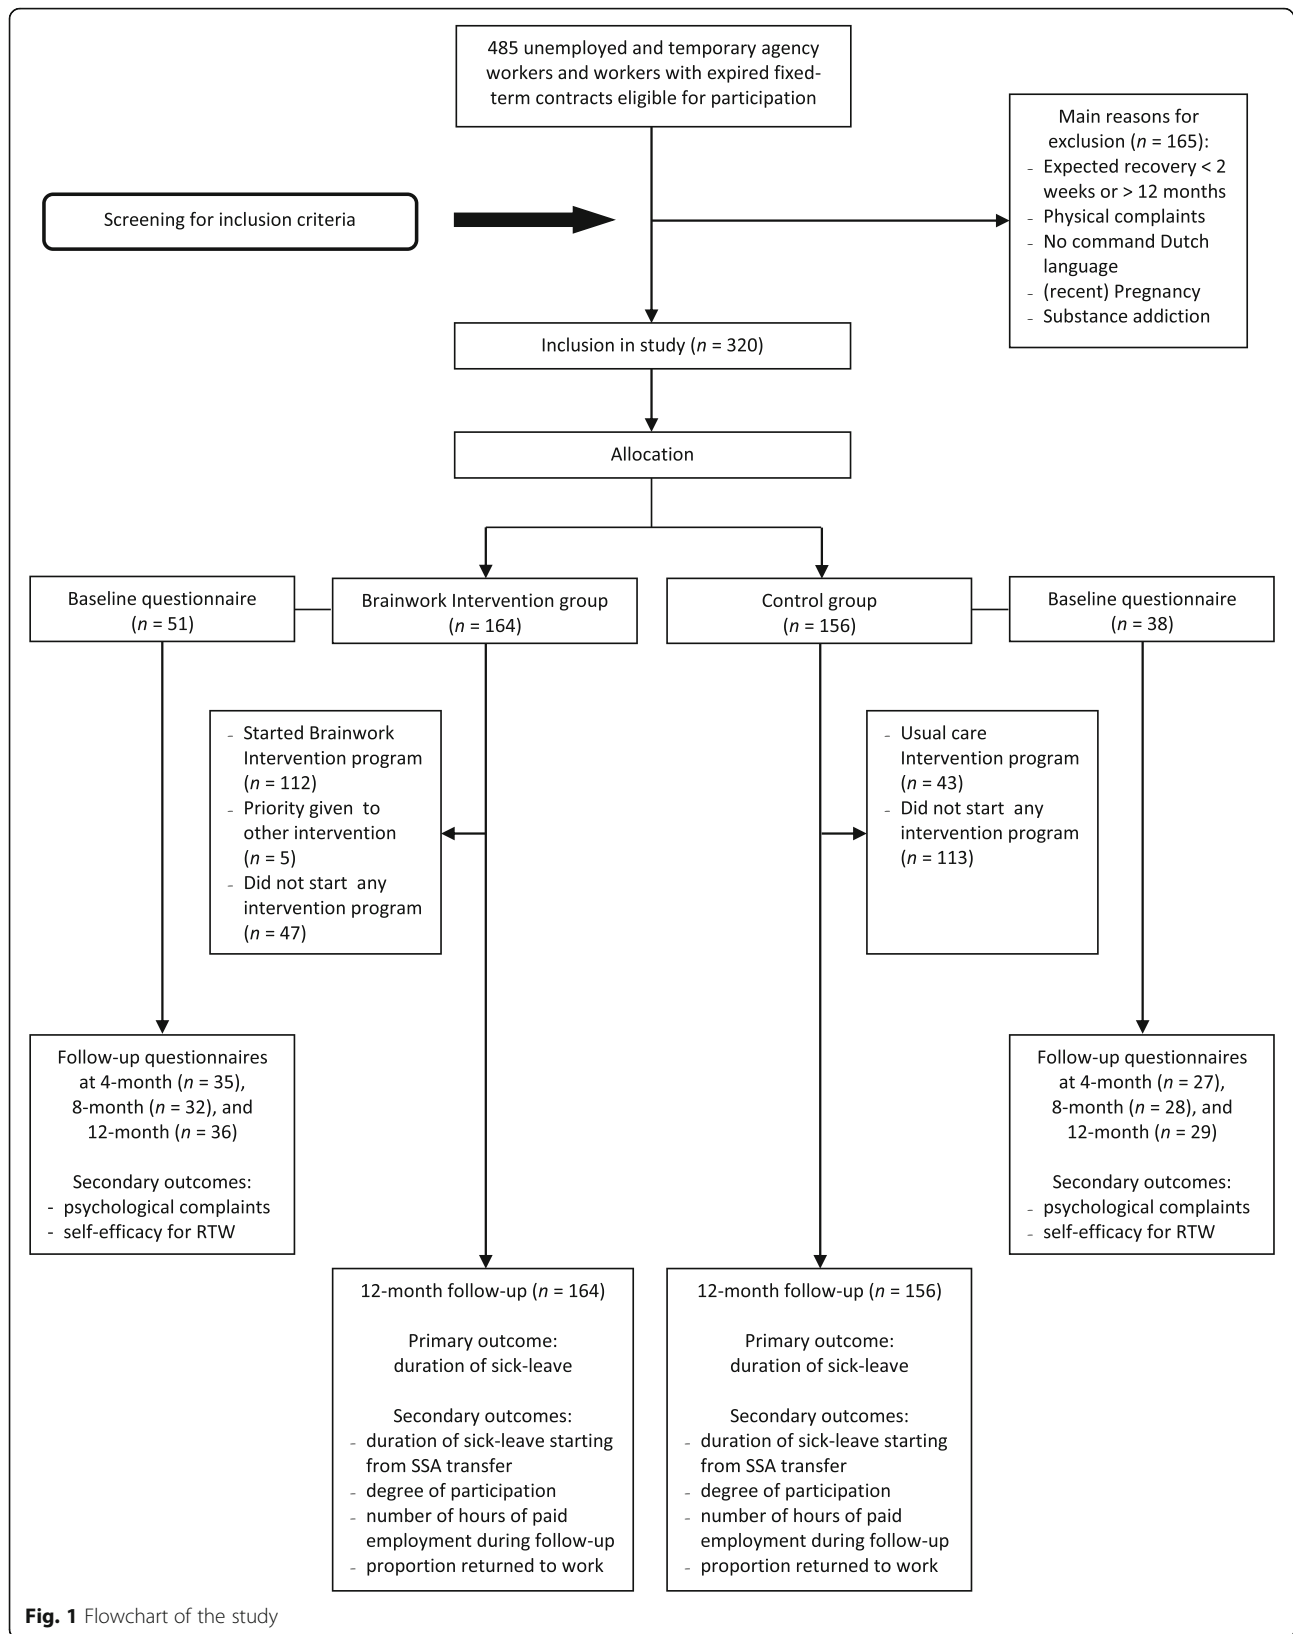 485 unemployed and temporary agency
workers and workers with expired fixed-
term contracts eligible for participation
Main reasons for
exclusion (n = 165):
- Expected recovery < 2
weeks or > 12 months
- Physical complaints
- No command Dutch
language
- (recent) Pregnancy
- Substance addiction
Screening for inclusion criteria
Inclusion in study (n = 320)
Allocation
Baseline questionnaire
(n = 51)
Brainwork Intervention group
(n = 164)
Control group
(n = 156)
Baseline questionnaire
(n = 38)
- Started Brainwork
Intervention program
(n = 112)
- Priority given to
other intervention
(n = 5)
- Did not start any
intervention program
(n = 47)
- Usual care
Intervention program
(n = 43)
- Did not start any
intervention program
(n = 113)
Follow-up questionnaires
at 4-month (n = 35),
8-month (n = 32), and
12-month (n = 36)
Secondary outcomes:
- psychological complaints
- self-efficacy for RTW
Follow-up questionnaires
at 4-month (n = 27),
8-month (n = 28), and
12-month (n = 29)
Secondary outcomes:
- psychological complaints
- self-efficacy for RTW
12-month follow-up (n = 164)
Primary outcome:
duration of sick-leave
Secondary outcomes:
- duration of sick-leave starting
from SSA transfer
- degree of participation
- number of hours of paid
employment during follow-up
- proportion returned to work
12-month follow-up (n = 156)
Primary outcome:
duration of sick-leave
Secondary outcomes:
- duration of sick-leave starting
from SSA transfer
- degree of participation
- number of hours of paid
employment during follow-up
- proportion returned to work
Fig. 1 Flowchart of the study